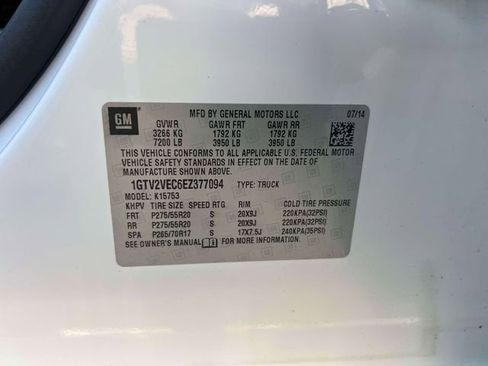 GM
MFD BY GENERAL MOTORS LLC 07/14
GVWR GAWR FRT GAWR RR
3266 KG 1792 KG 1792 KG
7200 LB 3950 LB 3950 LB
THIS VEHICLE CONFORMS TO ALL APPLICABLE U.S. FEDERAL MOTOR
VEHICLE SAFETY STANDARDS IN EFFECT ON THE DATE OF
MANUFACTURE SHOWN ABOVE.
1GTV2VEC6EZ377094 TYPE: TRUCK
MODEL: K15753
KHPV TIRE SIZE SPEED RTG RIM COLD TIRE PRESSURE
FRT P275/55R20 S 20X9J 220KPA(32PSI)
RR P275/55R20 S 20X9J 220KPA(32PSI)
SPA P265/70R17 S 17X7.5J 240KPA(35PSI)
SEE OWNER'S MANUAL FOR MORE INFORMATION.